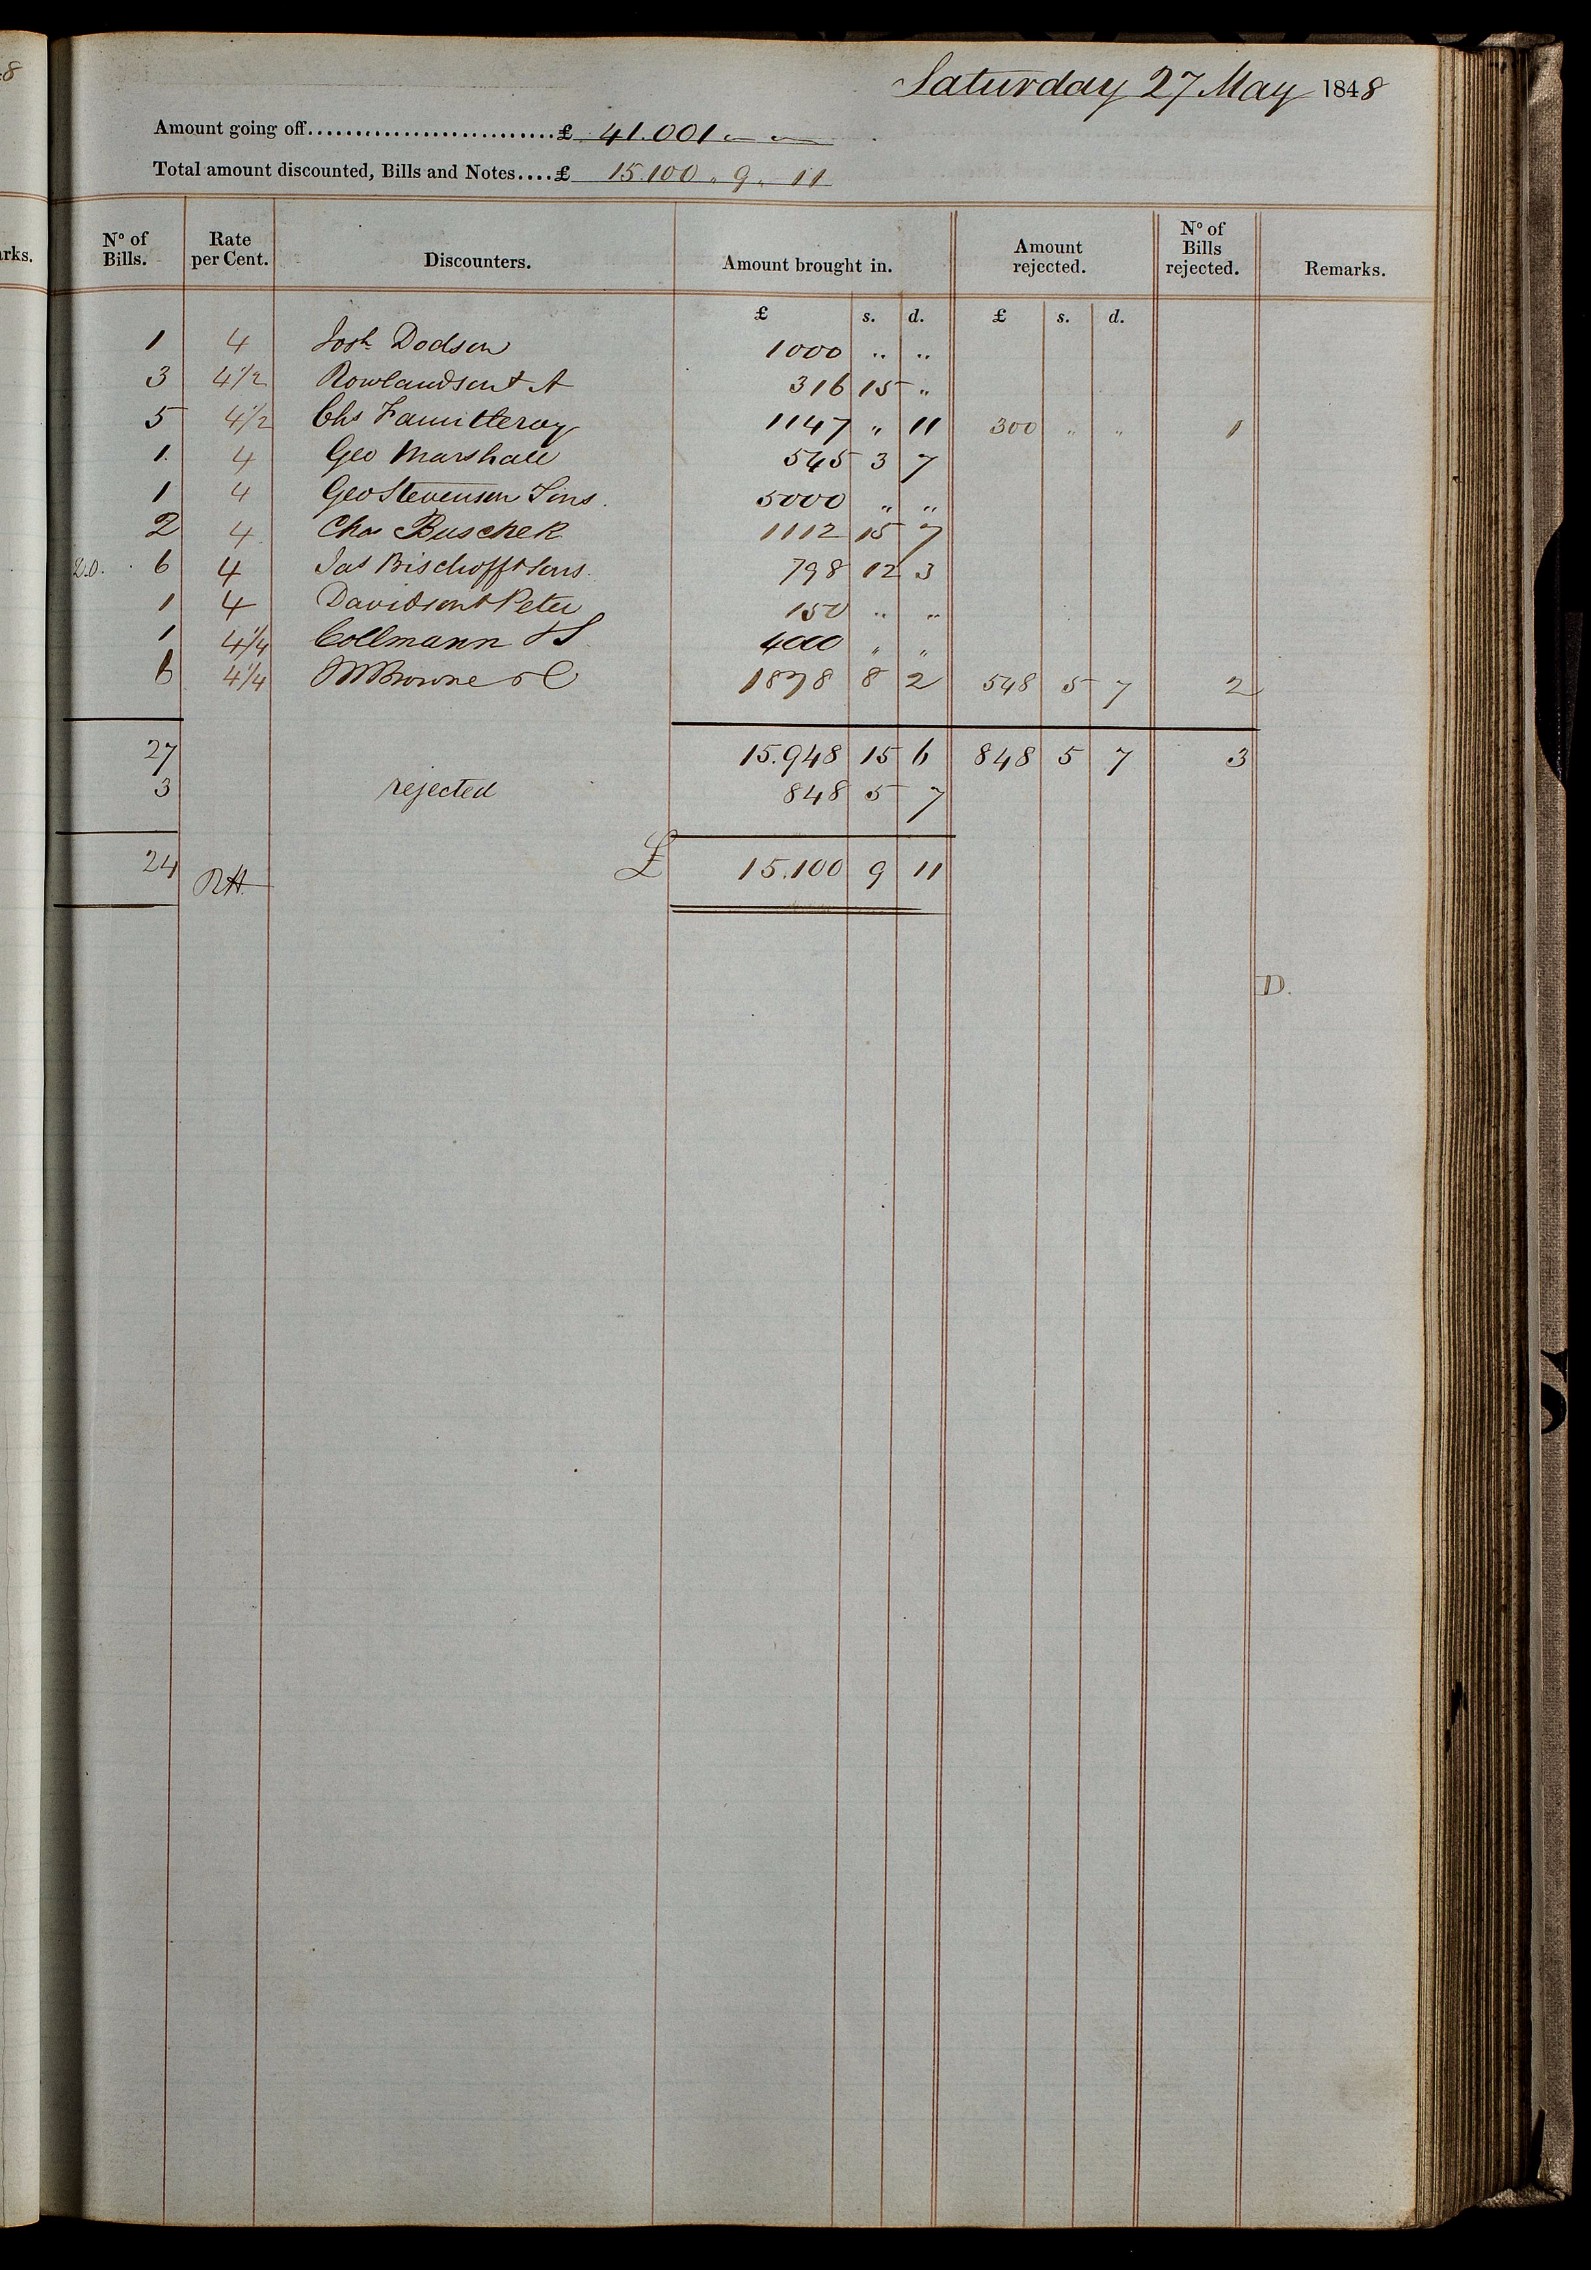 8
rks.
Saturday 27 May 1848
Amount going off..........................£ 41.001 " "
Total amount discounted, Bills and Notes....£ 15.100 " 9 " 11
No of Bills. Rate per Cent. Discounters. Amount brought in. Amount rejected. No of Bills rejected. Remarks.
£ s. d. £ s. d.
1 4 Josh Dodson 1000 " "
3 4 1/2 Rowlandson & A 316 15 "
5 4 1/2 Chs Fauntleroy 1147 " 11 300 " " 1
1 4 Geo Marshall 545 3 7
1 4 Geo Stevenson Sons 5000 " "
2 4 Chas Buschek 1112 15 7
6 4 Jas Bischoff & Sons 798 12 3
1 4 Davidson & Peter 150 " "
1 4 1/4 Collmann & S 4000 " "
6 4 1/4 Browne & C 1878 8 2 548 5 7 2
27 15.948 15 6 848 5 7 3
3 rejected 848 5 7
24 RH £ 15.100 9 11
D.